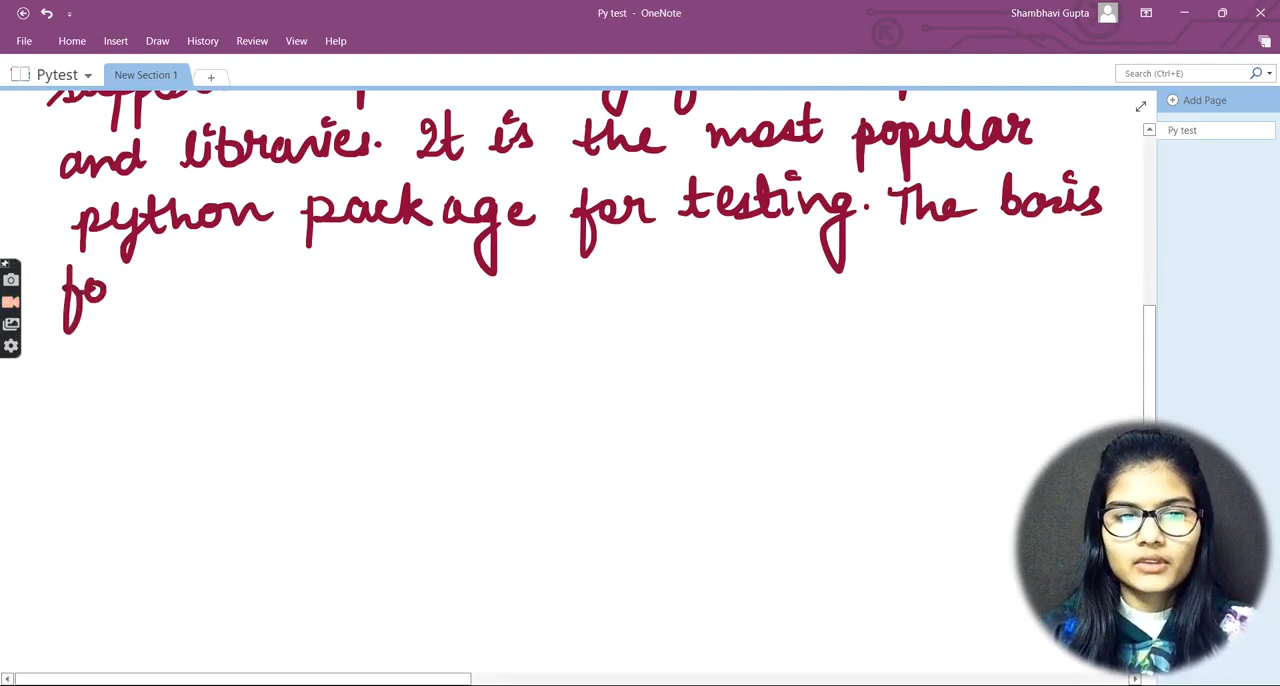 Py test - OneNote
Shambhavi Gupta
File Home Insert Draw History Review View Help
Pytest
New Section 1
+
Search (Ctrl+E)
Add Page
Py test
and libraries. It is the most popular
python package for testing. The basis
fo